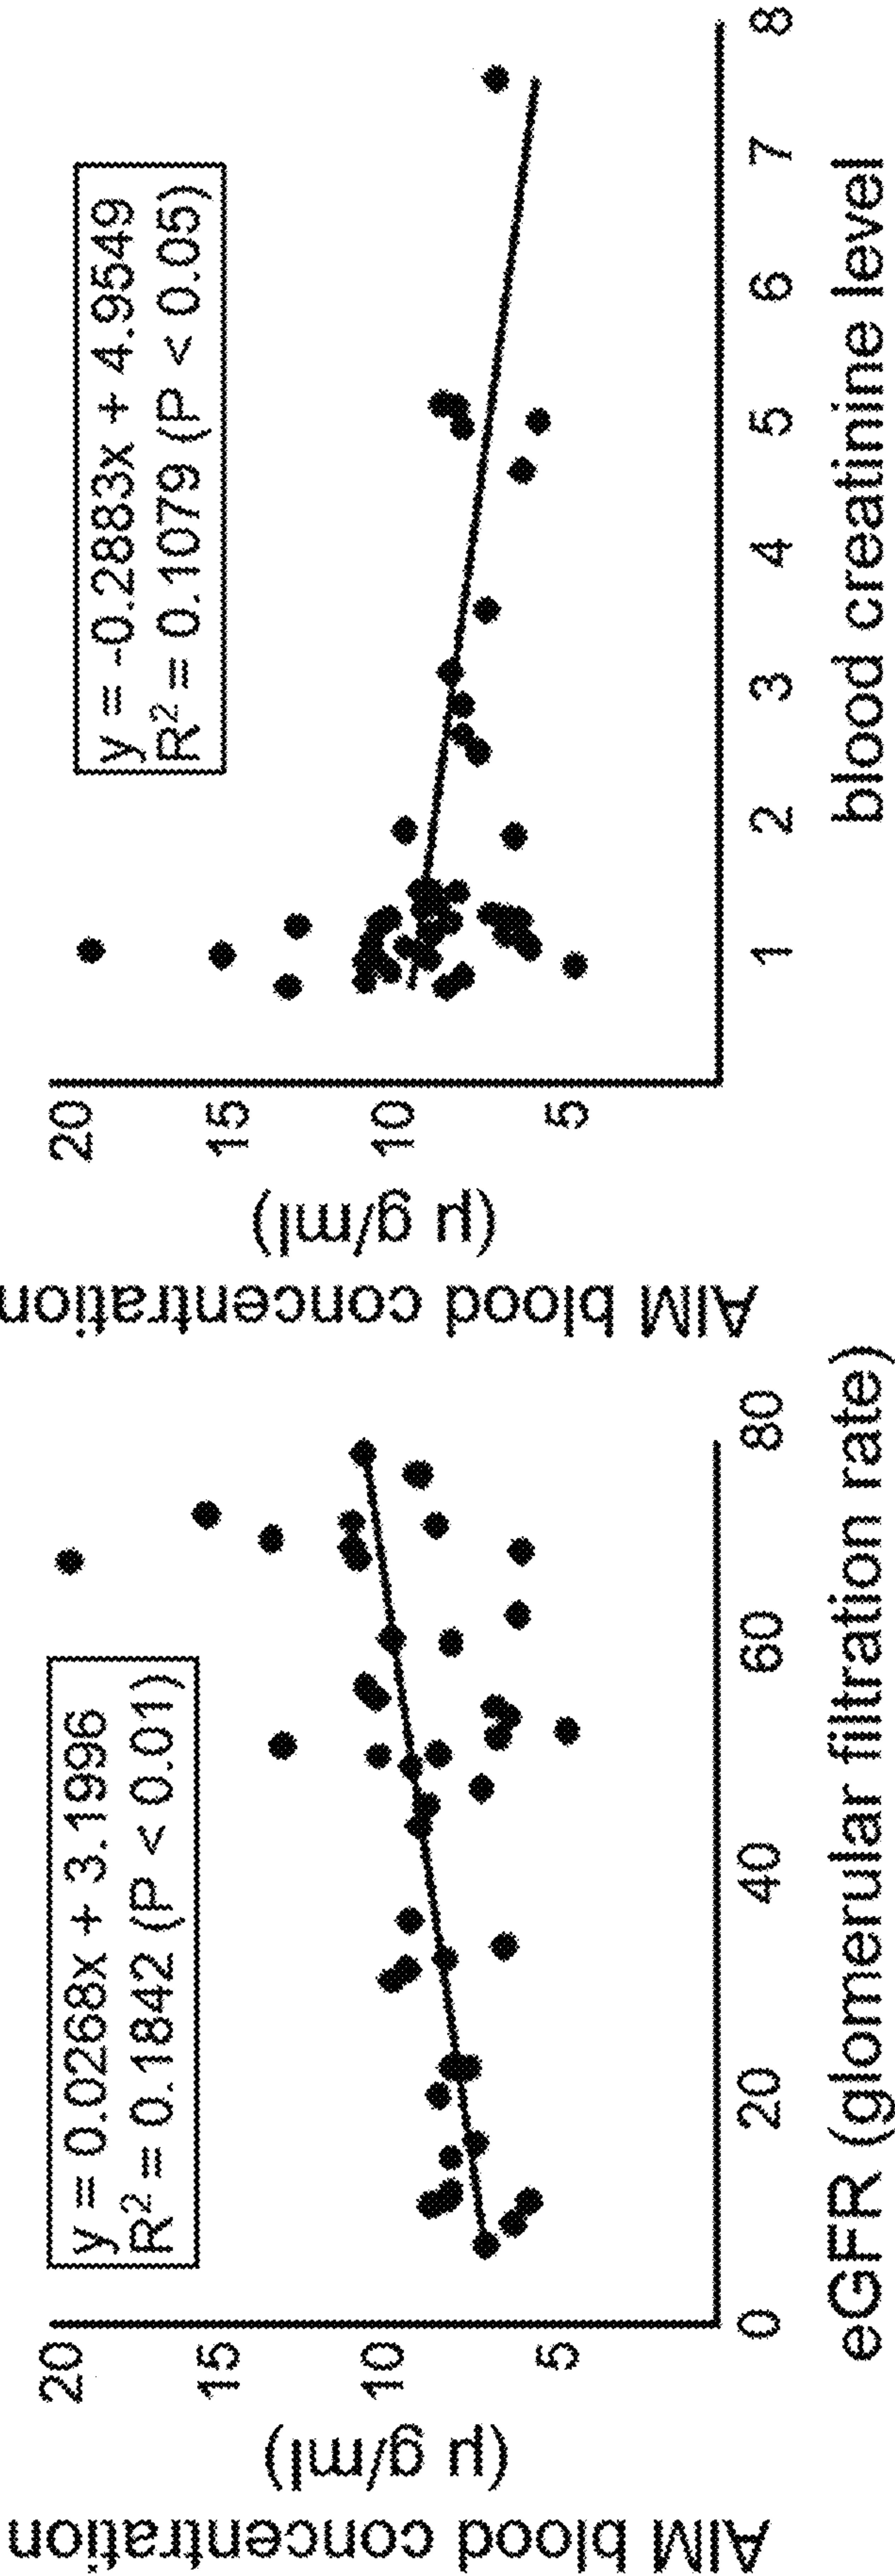 y = 0.0268x + 3.1996
R² = 0.1842 (P < 0.01)
AIM blood concentration
(μ g/ml)
20
15
10
5
0
20
40
60
80
eGFR (glomerular filtration rate)
y = -0.2883x + 4.9549
R² = 0.1079 (P < 0.05)
AIM blood concentration
(μ g/ml)
20
15
10
5
1
2
3
4
5
6
7
8
blood creatinine level